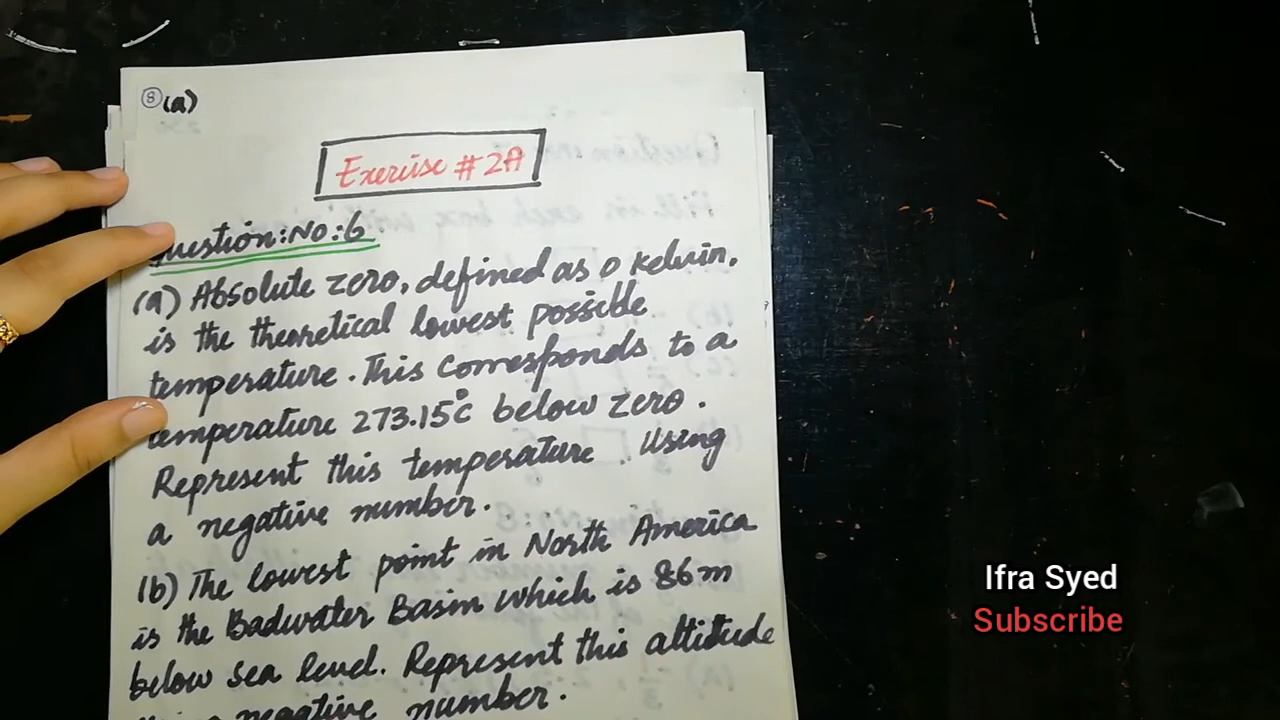 8 (a)
Exercise # 2A
Question:No:6
(a) Absolute zero, defined as 0 kelvin,
is the theoretical lowest possible
temperature. This corresponds to a
temperature 273.15°c below zero.
Represent this temperature using
a negative number.
(b) The lowest point in North America
is the Badwater Basin which is 86m
below sea level. Represent this altitude
negative number.
Ifra Syed
Subscribe